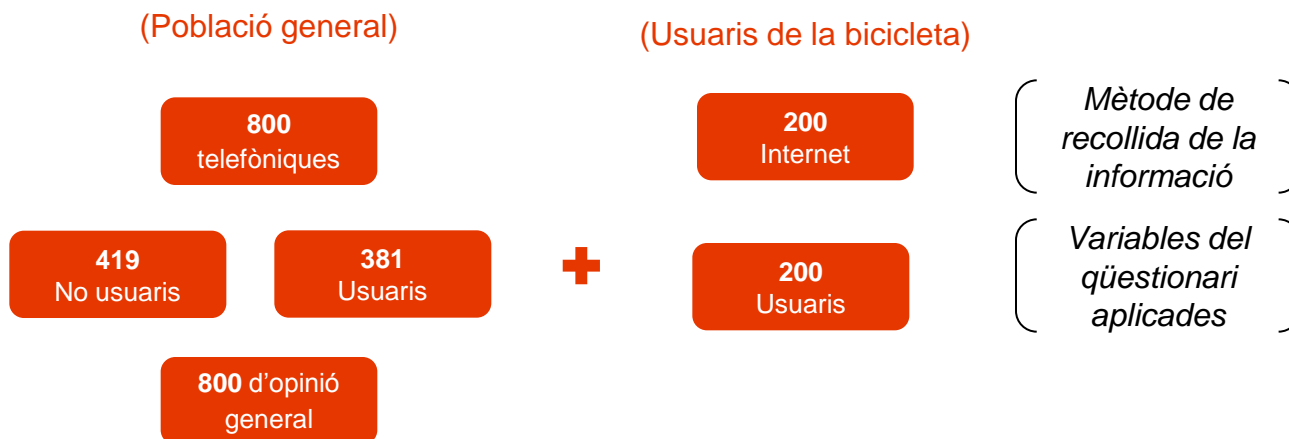 (Població general)
(Usuaris de la bicicleta)
800
telefòniques
200
Internet
Mètode de
recollida de la
informació
419
No usuaris
381
Usuaris
200
Usuaris
Variables del
qüestionari
aplicades
800 d’opinió
general